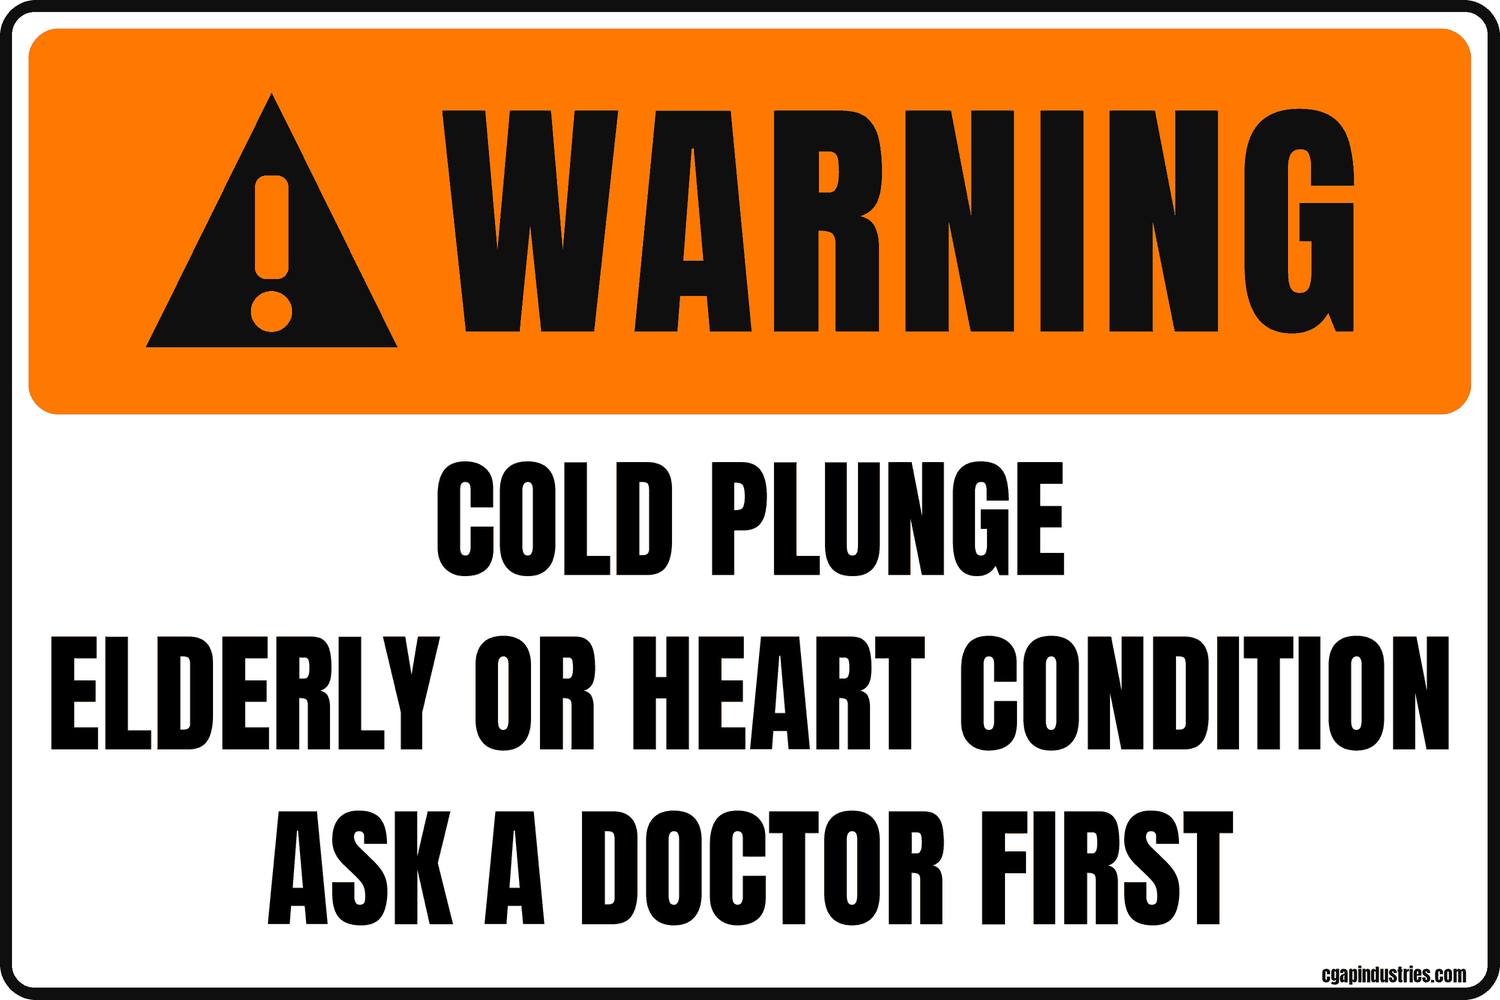 WARNING
COLD PLUNGE
ELDERLY OR HEART CONDITION
ASK A DOCTOR FIRST
cgapindustries.com